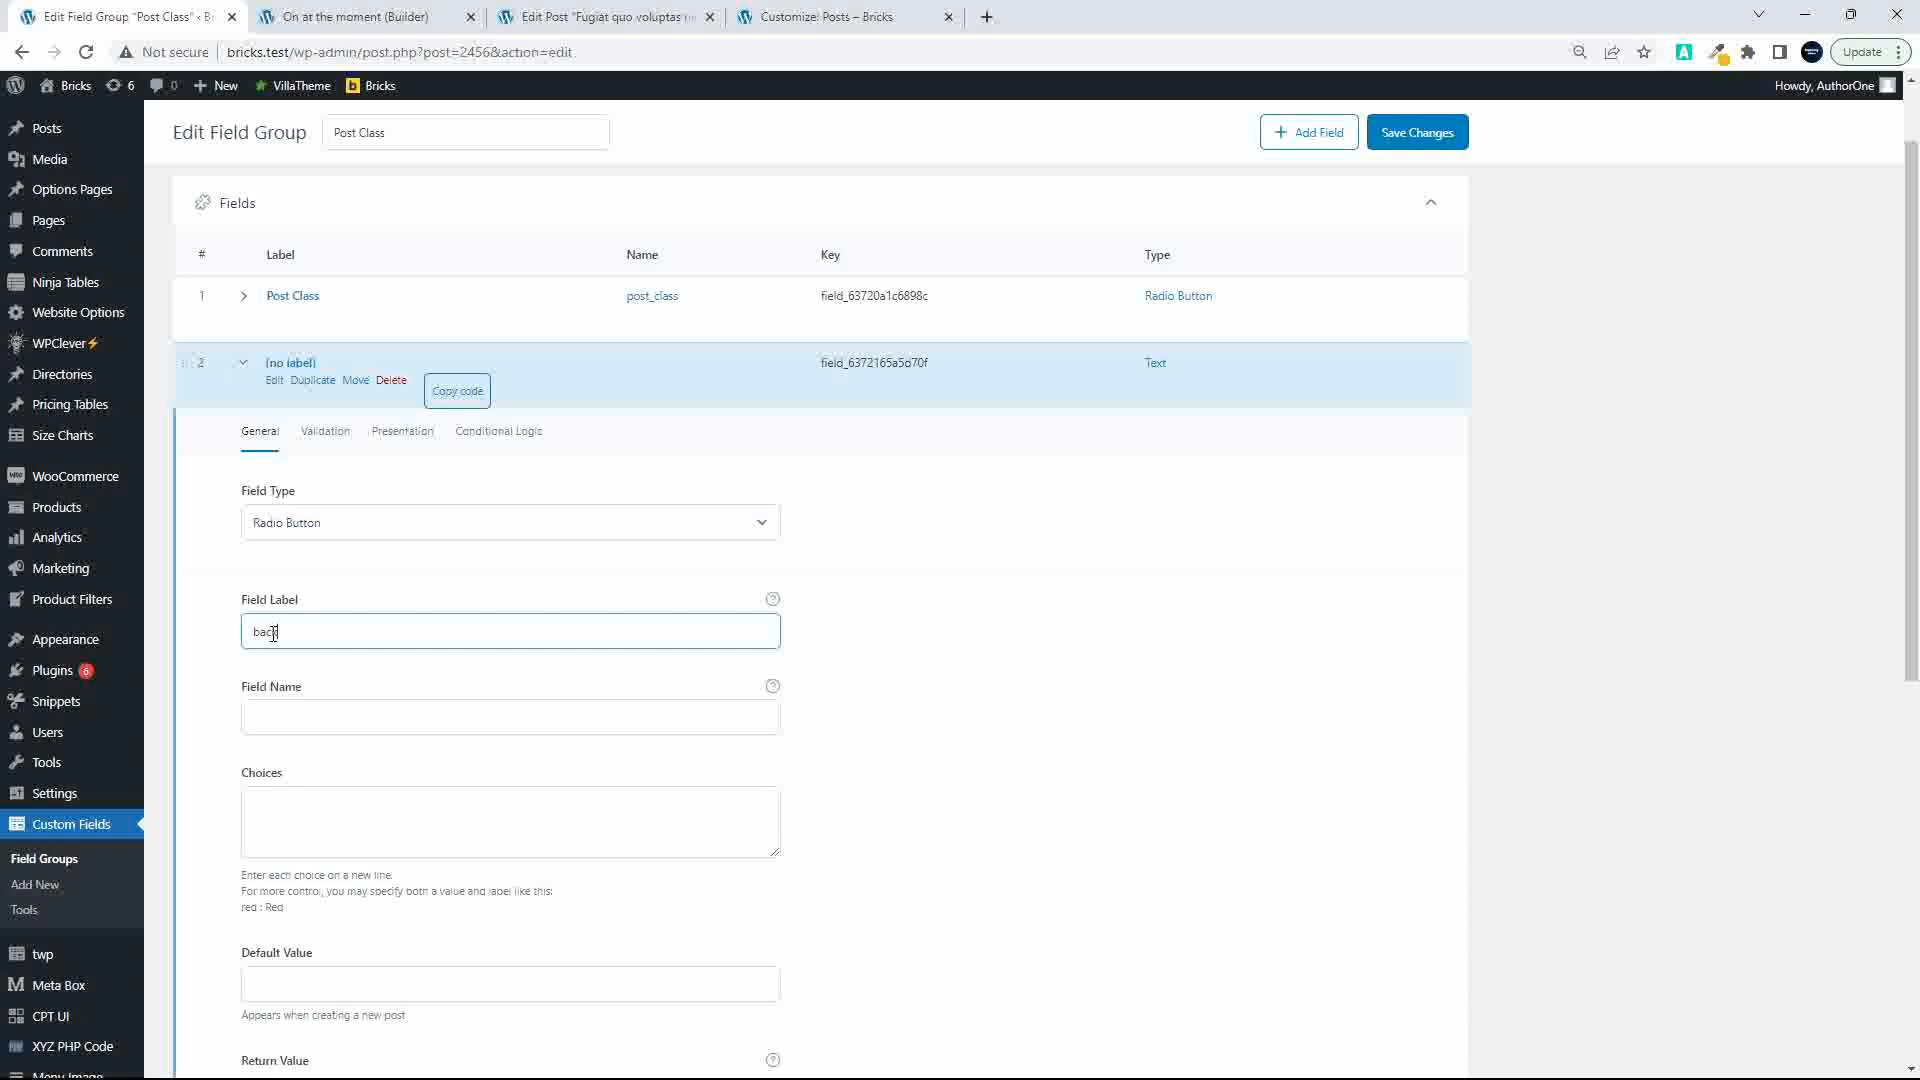 Edit Field Group "Post Class" ‹ B
On at the moment (Builder)
Edit Post "Fugiat quo voluptas
Customize: Posts – Bricks
Not secure
bricks.test/wp-admin/post.php?post=2456&action=edit
Update
Bricks
6
0
New
VillaTheme
Bricks
Howdy, AuthorOne
Posts
Media
Options Pages
Pages
Comments
Ninja Tables
Website Options
WPClever⚡
Directories
Pricing Tables
Size Charts
WooCommerce
Products
Analytics
Marketing
Product Filters
Appearance
Plugins 6
Snippets
Users
Tools
Settings
Custom Fields
Field Groups
Add New
Tools
twp
Meta Box
CPT UI
XYZ PHP Code
Menu Image
Edit Field Group
Post Class
+ Add Field
Save Changes
Fields
# Label Name Key Type
1 Post Class post_class field_63720a1c6898c Radio Button
2 (no label) field_6372165a5d70f Text
Edit Duplicate Move Delete Copy code
General Validation Presentation Conditional Logic
Field Type
Radio Button
Field Label
back
Field Name
Choices
Enter each choice on a new line.
For more control, you may specify both a value and label like this:
red : Red
Default Value
Appears when creating a new post
Return Value